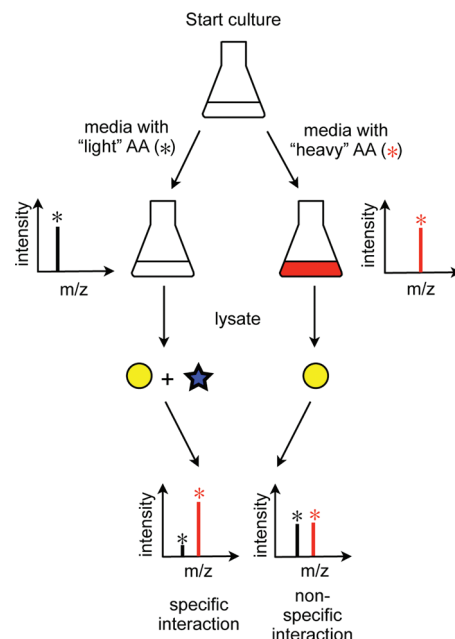 Start culture
media with
“light” AA (*)
media with
“heavy” AA (*)
*
intensity
m/z
*
intensity
m/z
lysate
+
*
*
intensity
m/z
* *
intensity
m/z
specific
interaction
non-
specific
interaction